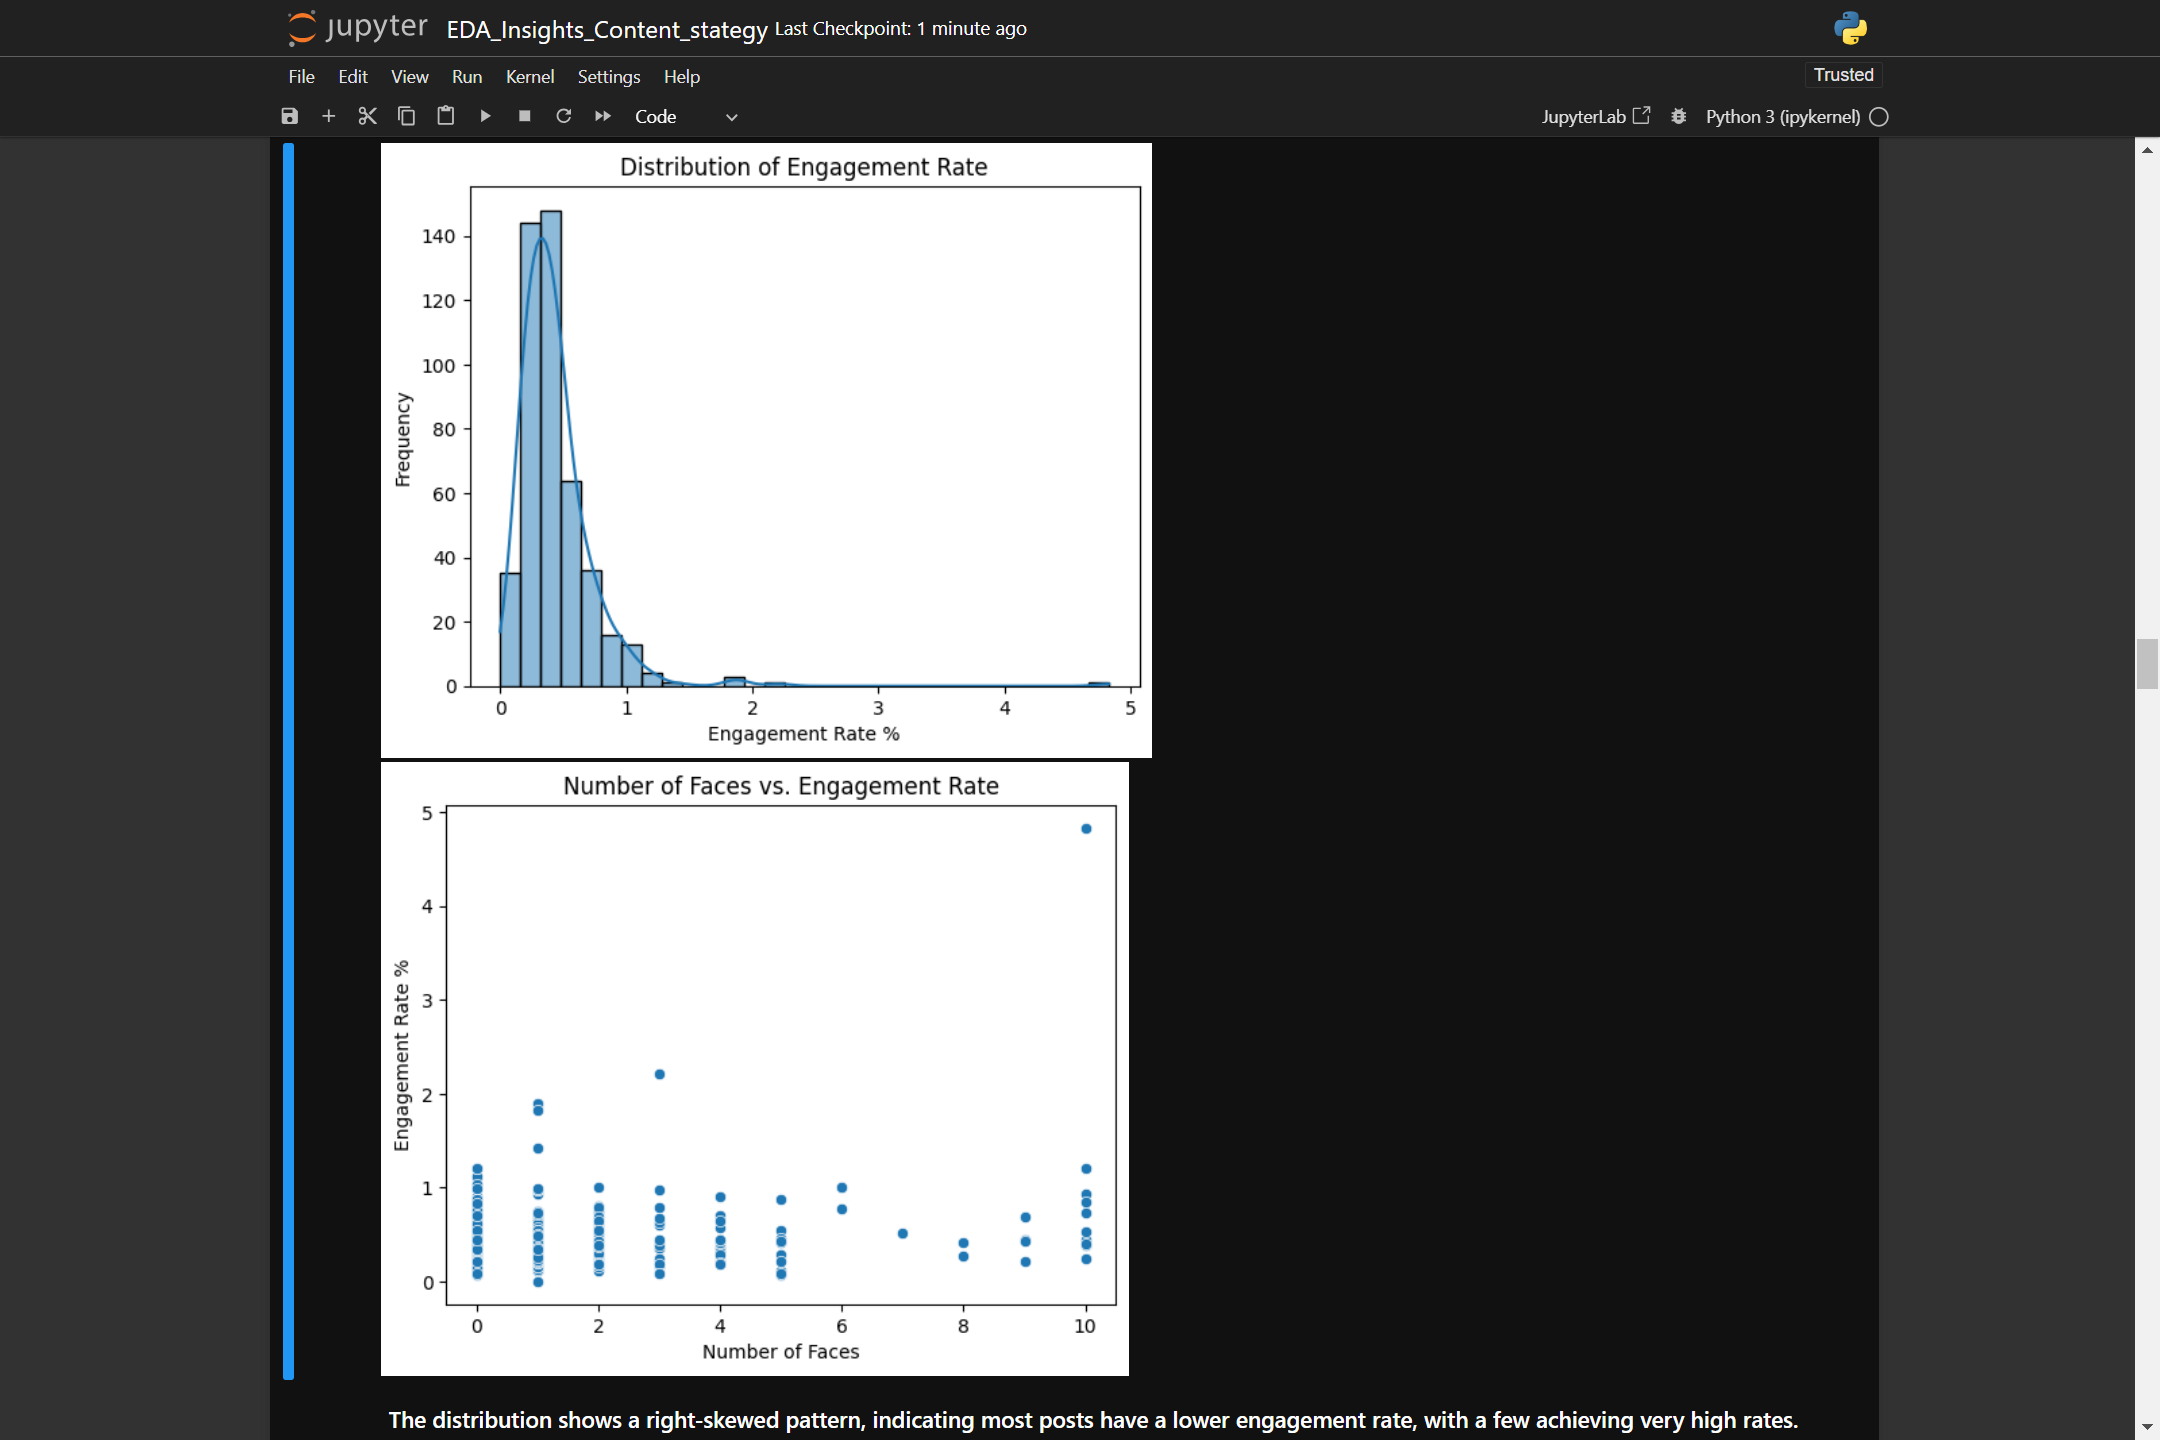 jupyter EDA_Insights_Content_stategy Last Checkpoint: 1 minute ago
File Edit View Run Kernel Settings Help Trusted
Code JupyterLab Python 3 (ipykernel)
Distribution of Engagement Rate
140
120
100
80
60
40
20
0
Frequency
0 1 2 3 4 5
Engagement Rate %
Number of Faces vs. Engagement Rate
5
4
3
2
1
0
Engagement Rate %
0 2 4 6 8 10
Number of Faces
The distribution shows a right-skewed pattern, indicating most posts have a lower engagement rate, with a few achieving very high rates.